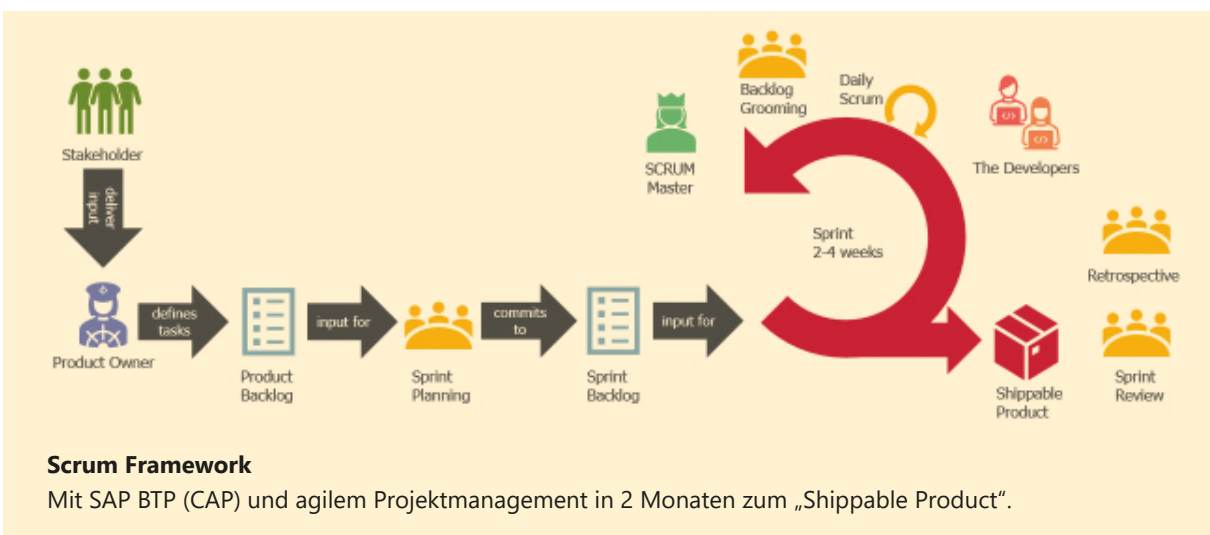 Stakeholder
deliver
input
Product Owner
defines
tasks
Product
Backlog
input for
Sprint
Planning
commits
to
Sprint
Backlog
input for
SCRUM
Master
Backlog
Grooming
Daily
Scrum
The Developers
Sprint
2-4 weeks
Shippable
Product
Retrospective
Sprint
Review
Scrum Framework
Mit SAP BTP (CAP) und agilem Projektmanagement in 2 Monaten zum „Shippable Product“.